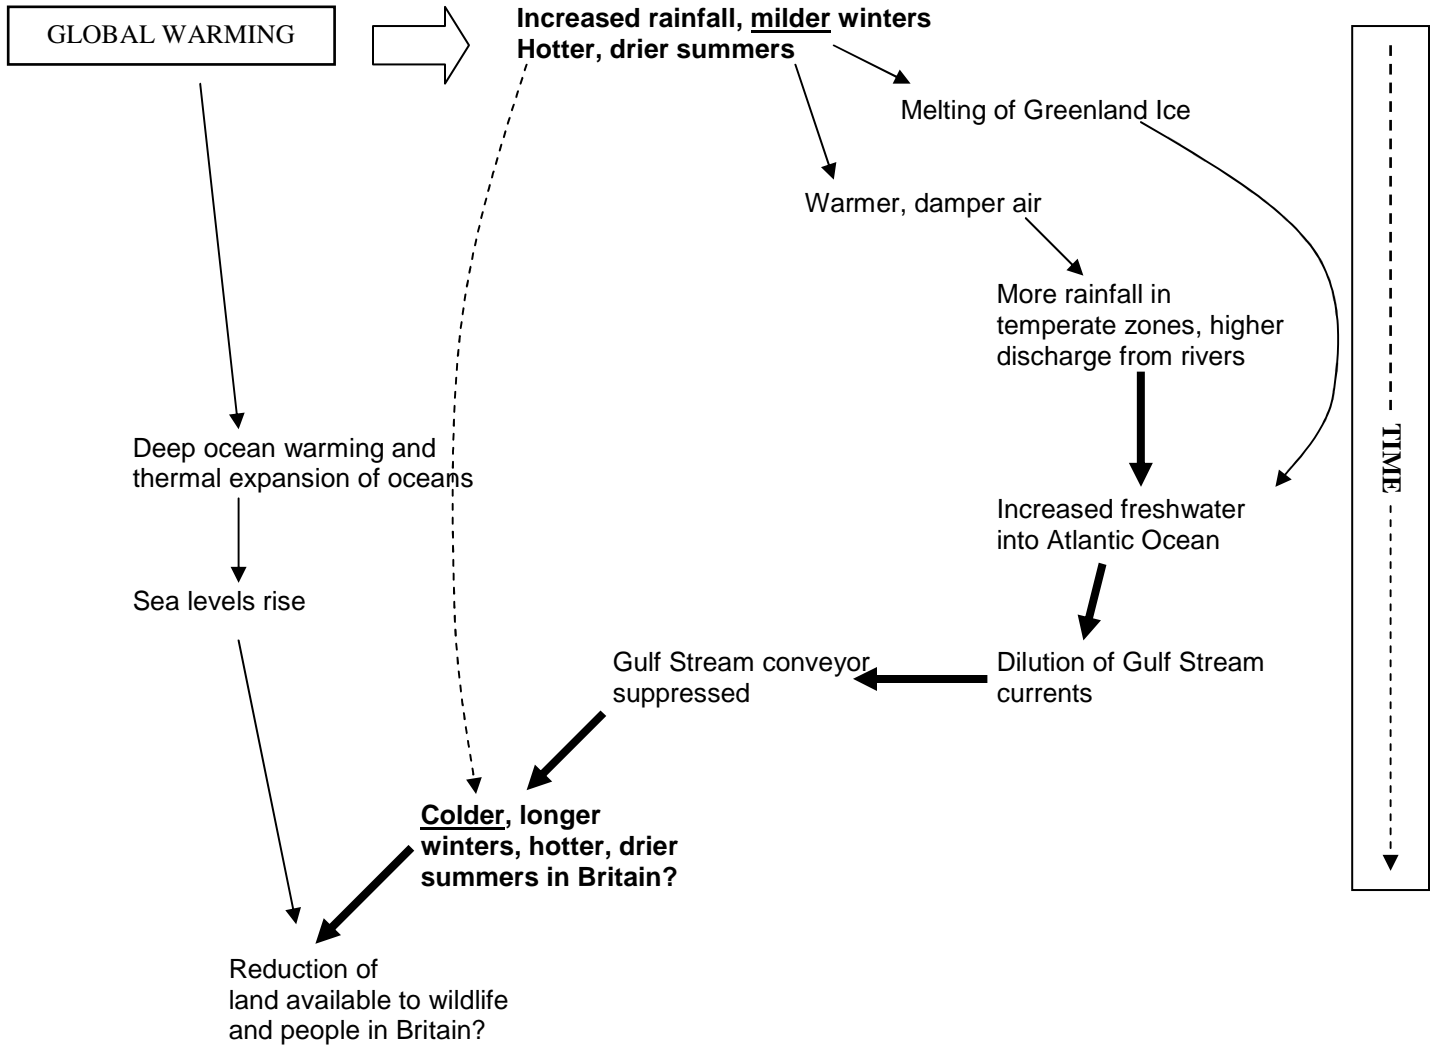 GLOBAL WARMING
Increased rainfall, milder winters
Hotter, drier summers
Melting of Greenland Ice
Warmer, damper air
More rainfall in
temperate zones, higher
discharge from rivers
TIME
Deep ocean warming and
thermal expansion of oceans
Increased freshwater
into Atlantic Ocean
Sea levels rise
Gulf Stream conveyor
suppressed
Dilution of Gulf Stream
currents
Colder, longer
winters, hotter, drier
summers in Britain?
Reduction of
land available to wildlife
and people in Britain?